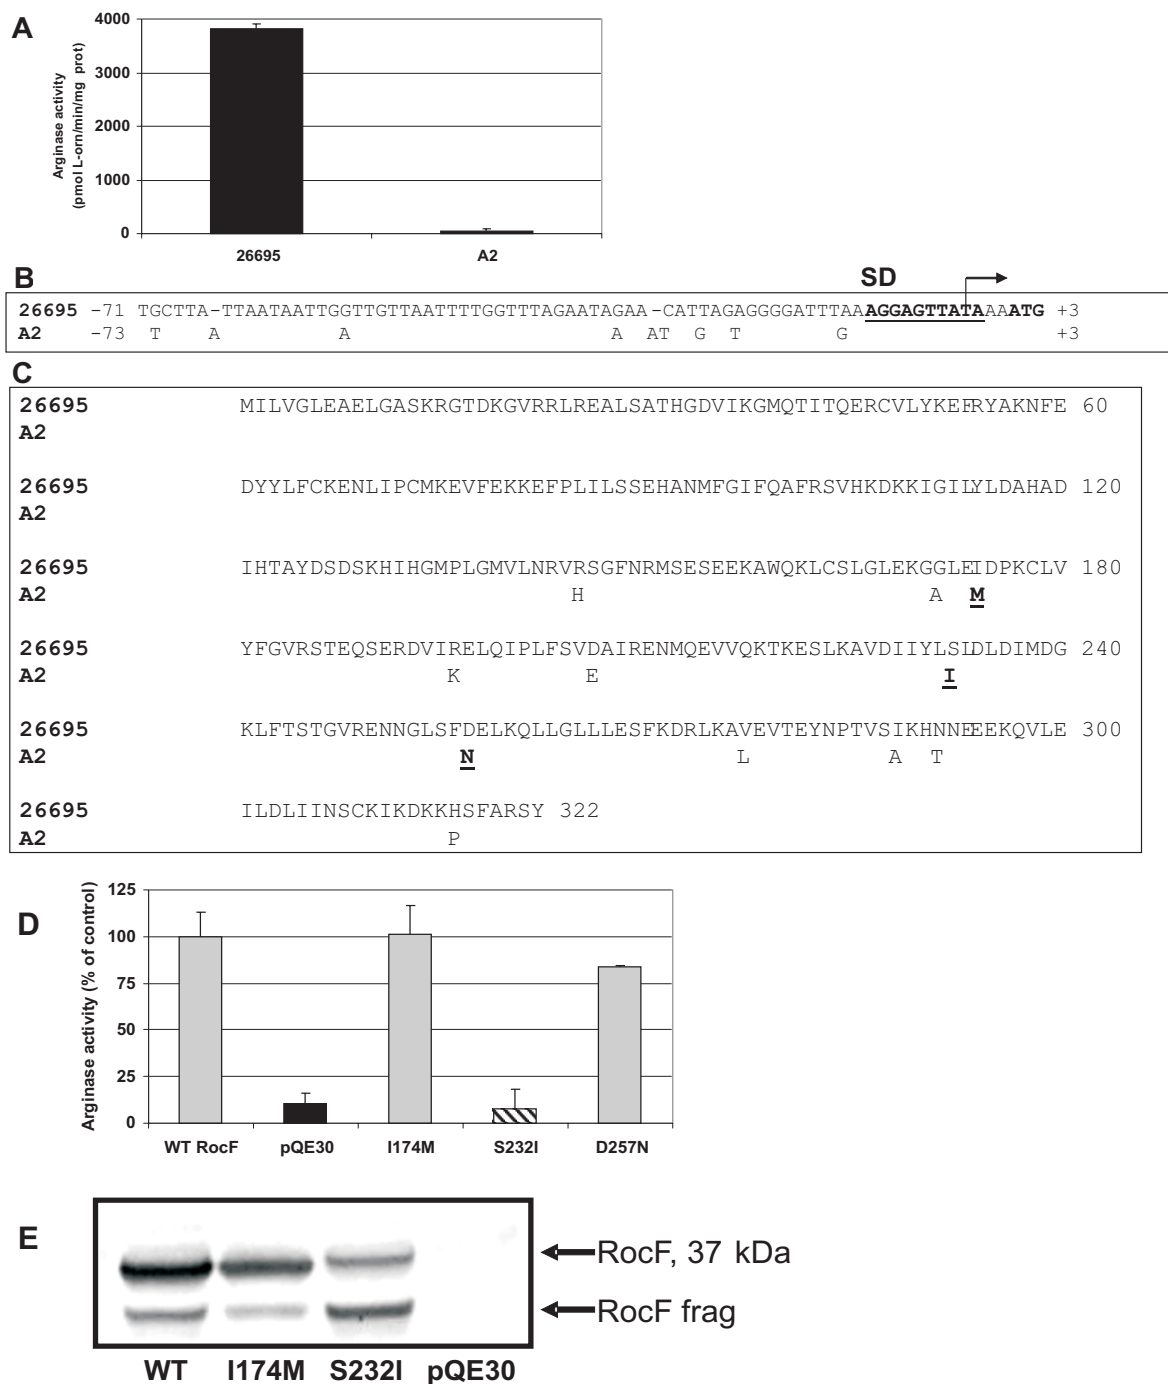 A
Arginase activity
(pmol L-orn/min/mg prot)
4000
3000
2000
1000
0
26695 A2
B
SD
26695 -71 TGCTTA-TTAATAATTGGTTGTTAATTTTGGTTTAGAATAGAA-CATTAGAGGGGATTTAAAGGAGTTATAAAATG +3
A2 -73 T A A A AT G T G +3
C
26695 MILVGLEAELGASKRGTDKGVRRLREALSATHGDVIKGMQTITQERCVLYKEFRYAKNFE 60
A2
26695 DYYLFCKENLIPCMKEVFEKKEFPLILSSEHANMFGIFQAFRSVHKDKKIGILYLDAHAD 120
A2
26695 IHTAYDSDSKHIHGMPLGMVLNRVRSGFNRMSESEEKAWQKLCSLGLEKGGLEIDPKCLV 180
A2 H A M
26695 YFGVRSTEQSERDVIRELQIPLFSVDAIRENMQEVVQKTKESLKAVDIIYLSLDLDIMDG 240
A2 K E I
26695 KLFTSTGVRENNGLSFDELKQLLGLLLESFKDRLKAVEVTEYNPTVSIKHNNEEEKQVLE 300
A2 N L A T
26695 ILDLIINSCKIKDKKHSFARSY 322
A2 P
D
Arginase activity (% of control)
125
100
75
50
25
0
WT RocF pQE30 I174M S232I D257N
E
RocF, 37 kDa
RocF frag
WT I174M S232I pQE30